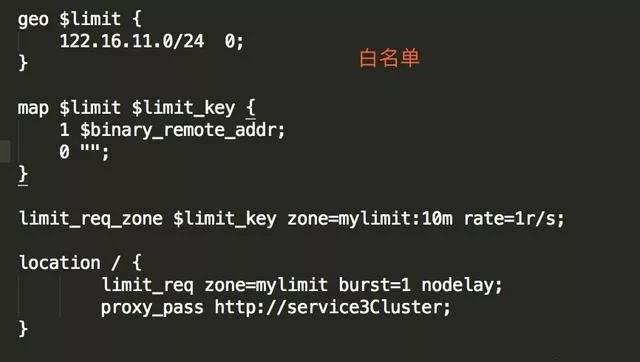 geo $limit {
    122.16.11.0/24  0;
}
白名单
map $limit $limit_key {
    1 $binary_remote_addr;
    0 "";
}
limit_req_zone $limit_key zone=mylimit:10m rate=1r/s;
location / {
        limit_req zone=mylimit burst=1 nodelay;
        proxy_pass http://service3Cluster;
}